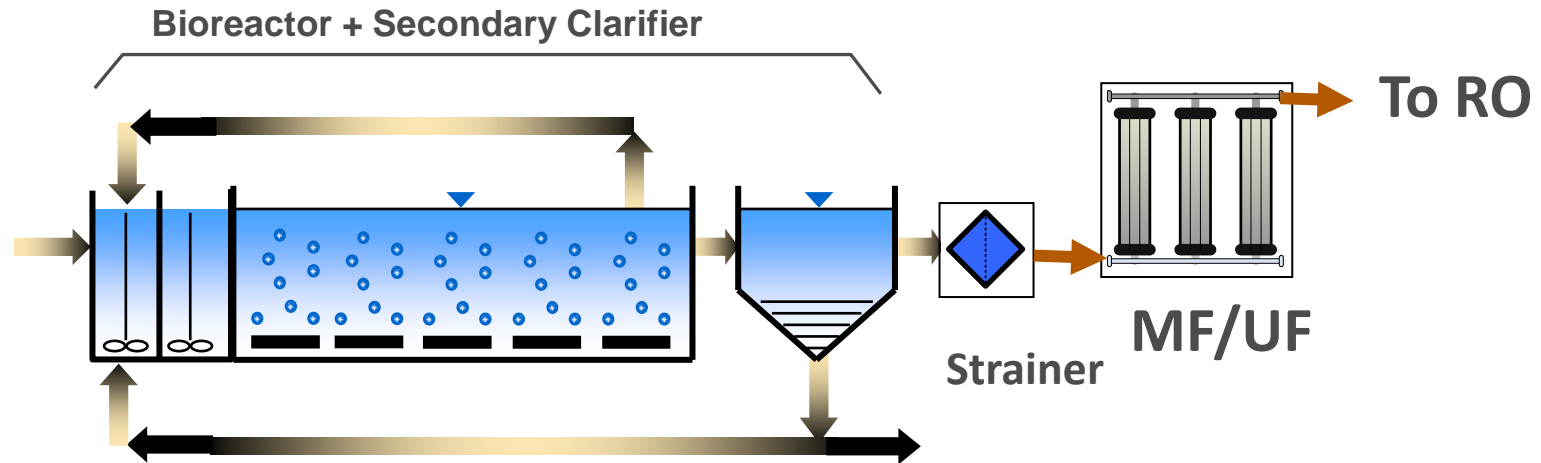 Bioreactor + Secondary Clarifier
To RO
MF/UF
Strainer